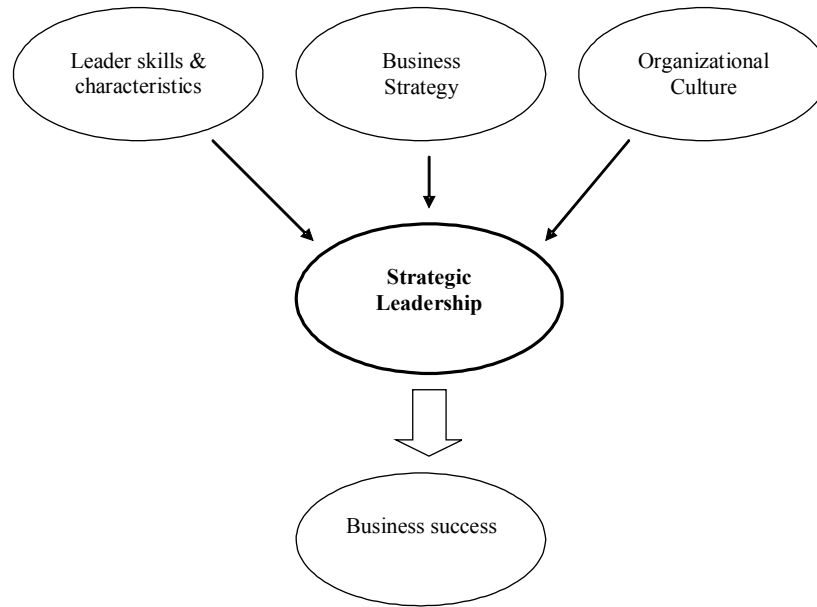 Leader skills &
characteristics
Business
Strategy
Organizational
Culture
Strategic
Leadership
Business success